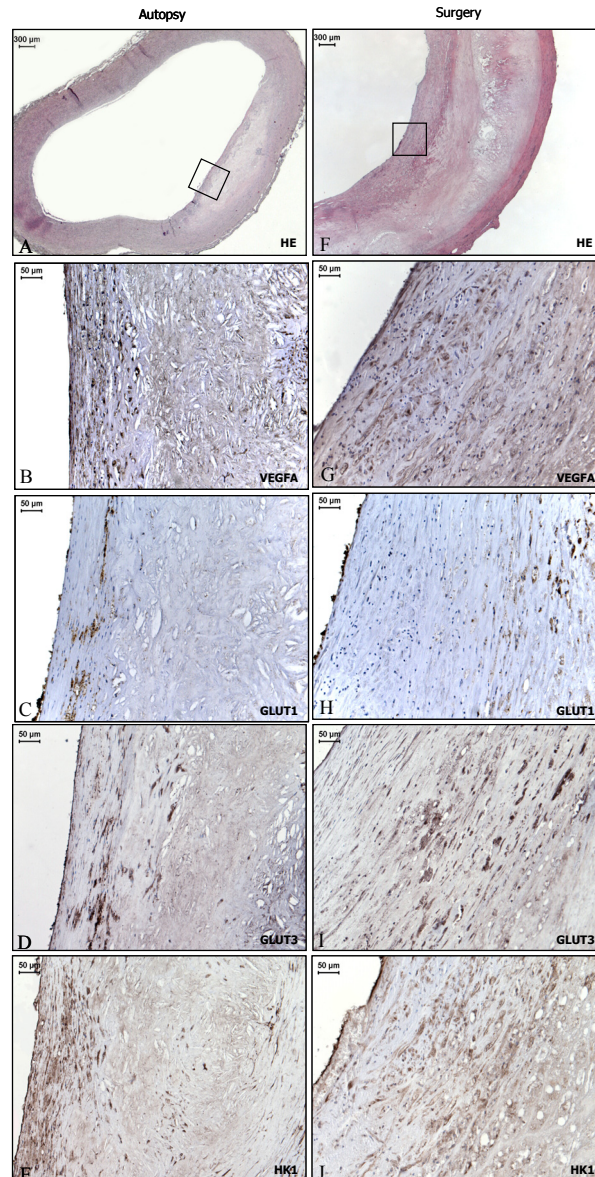 Autopsy
Surgery
300 µm
A
HE
300 µm
F
HE
50 µm
B
VEGFA
50 µm
G
VEGFA
50 µm
C
GLUT1
50 µm
H
GLUT1
50 µm
D
GLUT3
50 µm
I
GLUT3
50 µm
E
HK1
50 µm
J
HK1